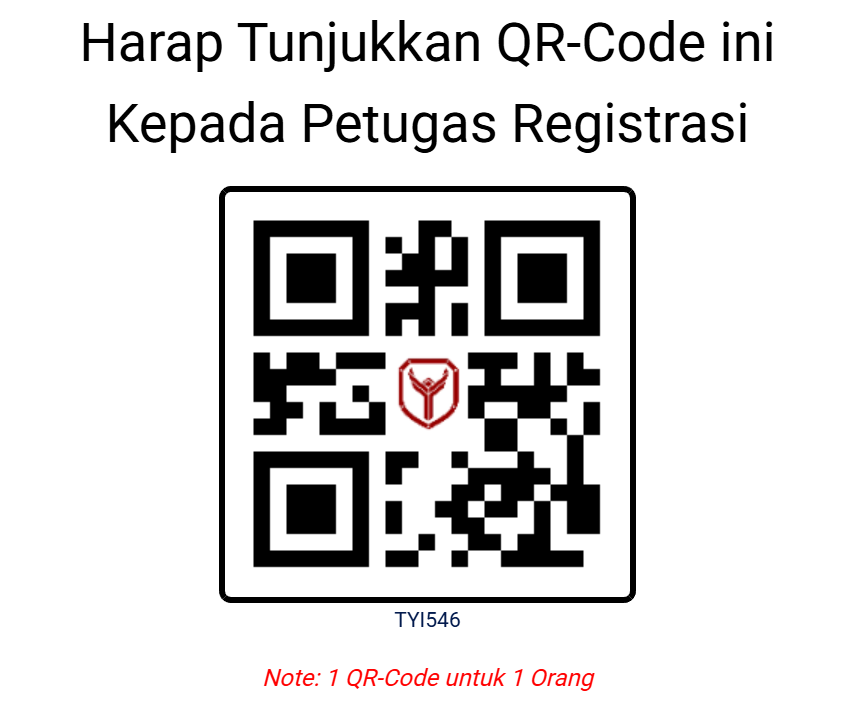 Harap Tunjukkan QR-Code ini
Kepada Petugas Registrasi
TYI546
Note: 1 QR-Code untuk 1 Orang